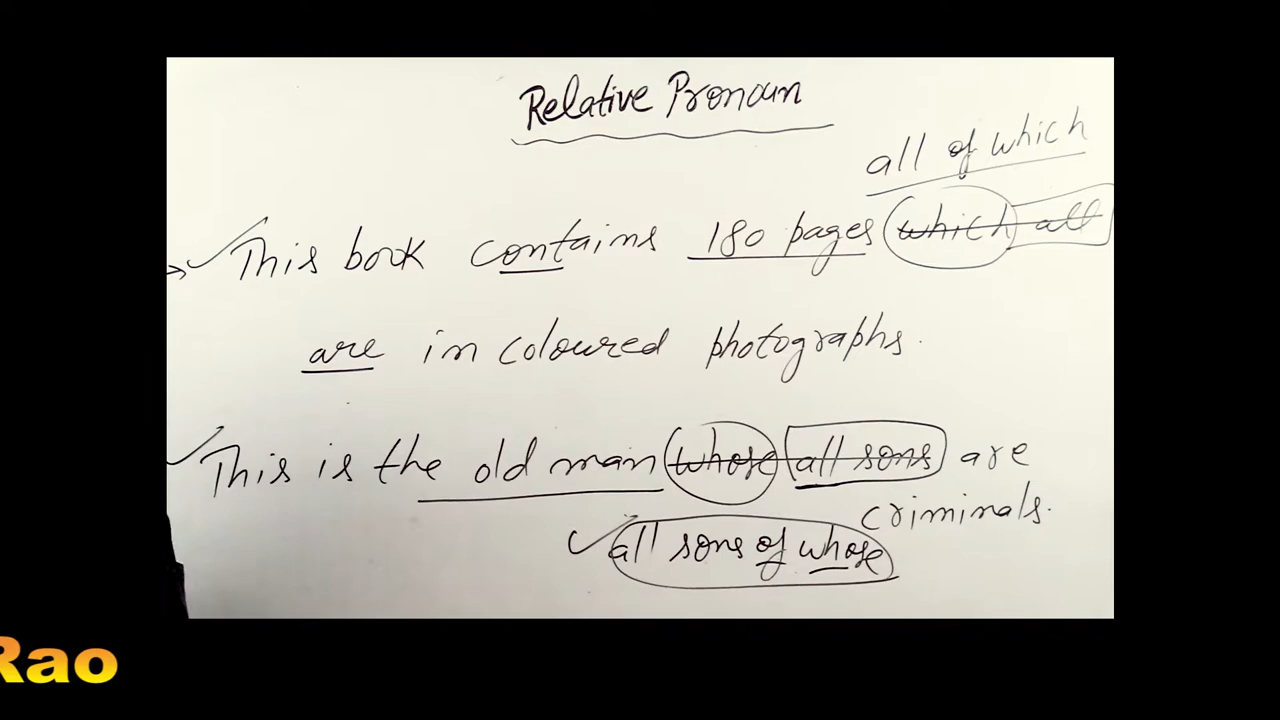 Relative Pronoun
all of which
This book contains 180 pages which all
are in coloured photographs.
This is the old man whose all sons are
criminals.
all sons of whose
Rao